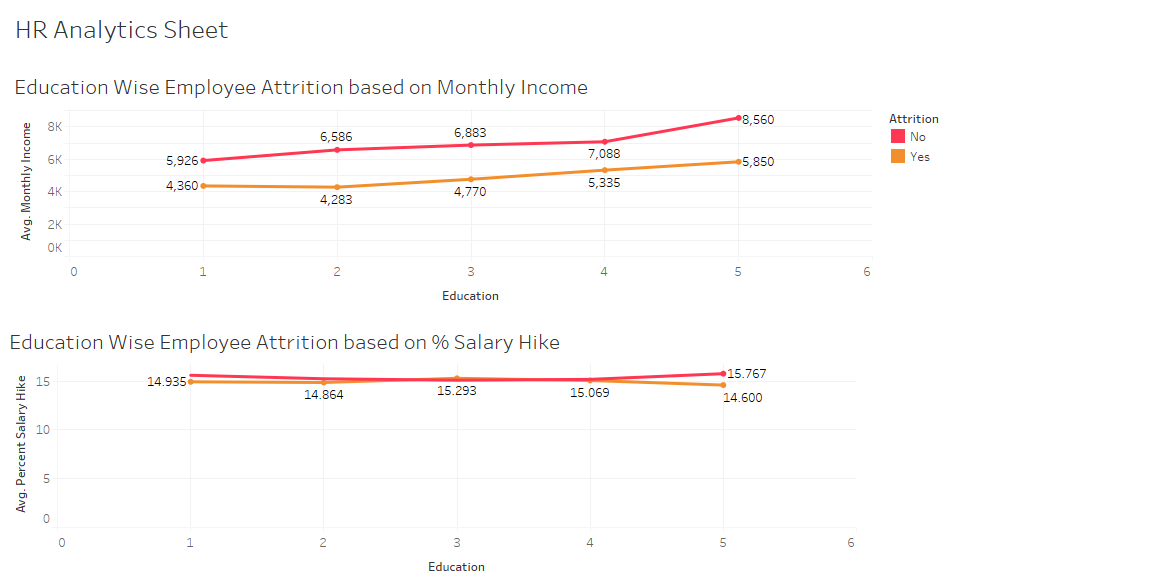 HR Analytics Sheet
Education Wise Employee Attrition based on Monthly Income
Avg. Monthly Income
8K
6K
4K
2K
0K
5,926
6,586
6,883
7,088
8,560
4,360
4,283
4,770
5,335
5,850
0 1 2 3 4 5 6
Education
Attrition
No
Yes
Education Wise Employee Attrition based on % Salary Hike
Avg. Percent Salary Hike
15
10
5
0
14.935
14.864
15.293
15.069
15.767
14.600
0 1 2 3 4 5 6
Education